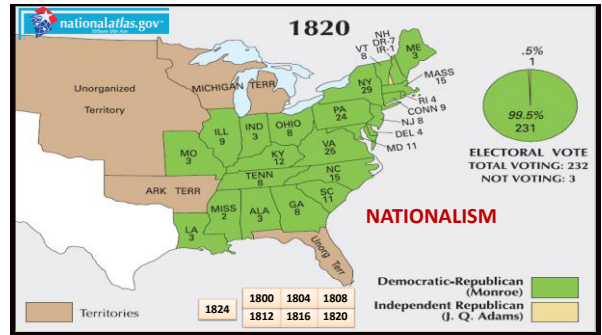 nationalatlas.gov™
Where We Are
1820
Unorganized
Territory
MICHIGAN TERR
NH
DR-7
IR-1
VT
8
ME
3
NY
29
MASS
15
RI 4
CONN 9
NJ 8
DEL 4
MD 11
PA
24
OHIO
8
IND
3
ILL
9
MO
3
KY
12
VA
25
NC
15
TENN
8
SC
11
ARK TERR
MISS
2
ALA
3
GA
8
LA
3
Unorg Terr
NATIONALISM
.5%
1
99.5%
231
ELECTORAL VOTE
TOTAL VOTING: 232
NOT VOTING: 3
Territories
1824
1800 1804 1808
1812 1816 1820
Democratic-Republican
(Monroe)
Independent Republican
(J. Q. Adams)